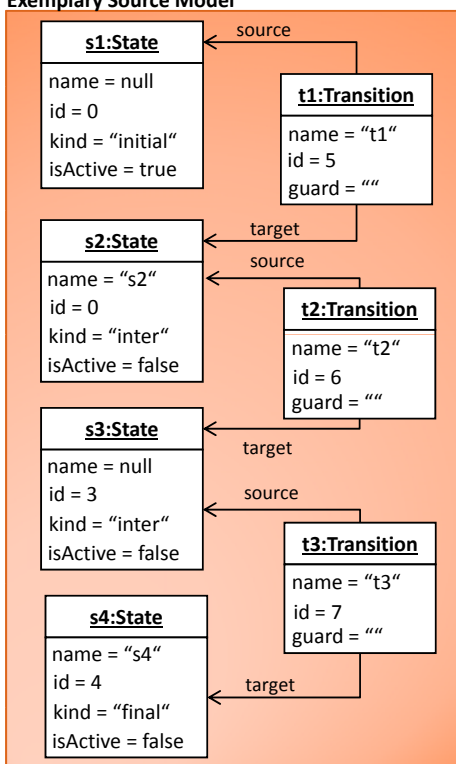 Exemplary Source Model
s1:State
name = null
id = 0
kind = “initial“
isActive = true
source
t1:Transition
name = “t1“
id = 5
guard = ““
target
s2:State
name = “s2“
id = 0
kind = “inter“
isActive = false
source
t2:Transition
name = “t2“
id = 6
guard = ““
target
s3:State
name = null
id = 3
kind = “inter“
isActive = false
source
t3:Transition
name = “t3“
id = 7
guard = ““
target
s4:State
name = “s4“
id = 4
kind = “final“
isActive = false